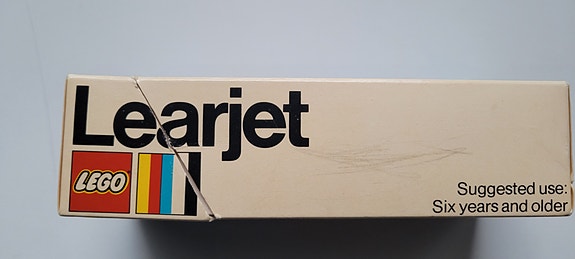 Learjet
LEGO
Suggested use:
Six years and older